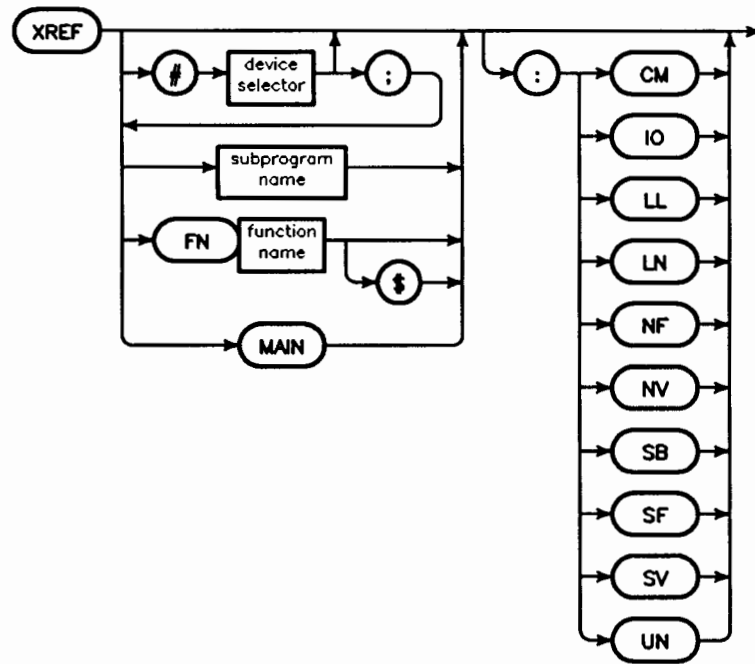 XREF
# device selector ;
subprogram name
FN function name
$
MAIN
:
CM
IO
LL
LN
NF
NV
SB
SF
SV
UN